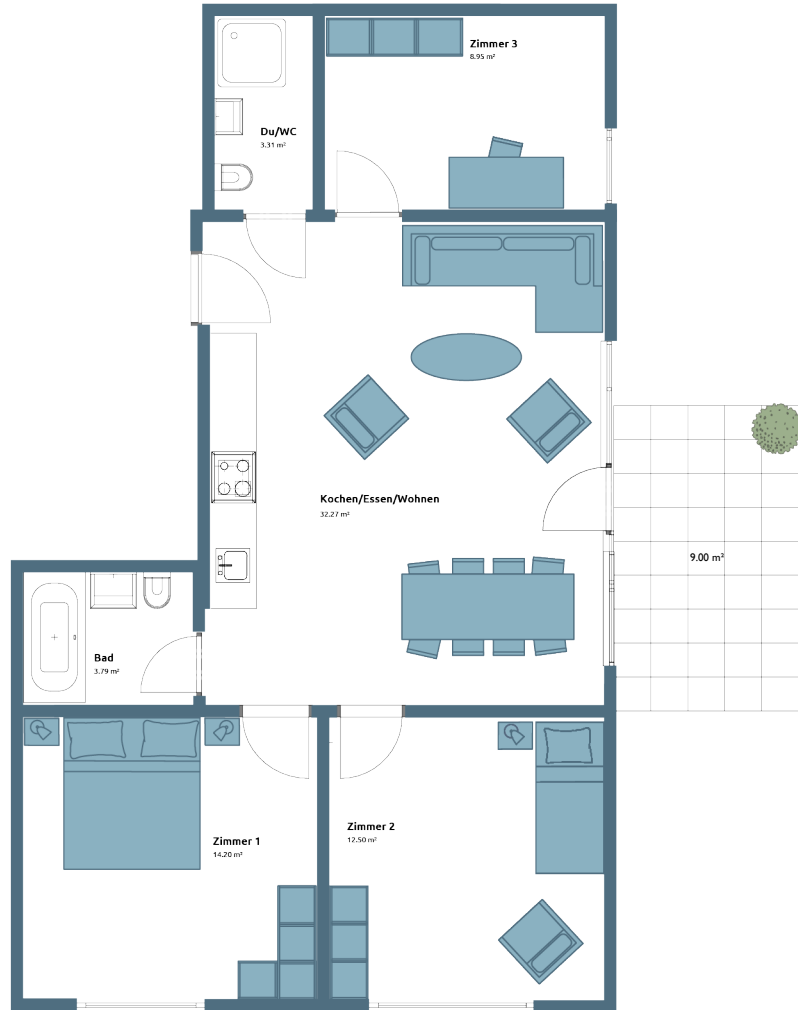 Zimmer 3
8.95 m²
Du/WC
3.31 m²
Kochen/Essen/Wohnen
32.27 m²
9.00 m²
Bad
3.79 m²
Zimmer 2
12.50 m²
Zimmer 1
14.20 m²